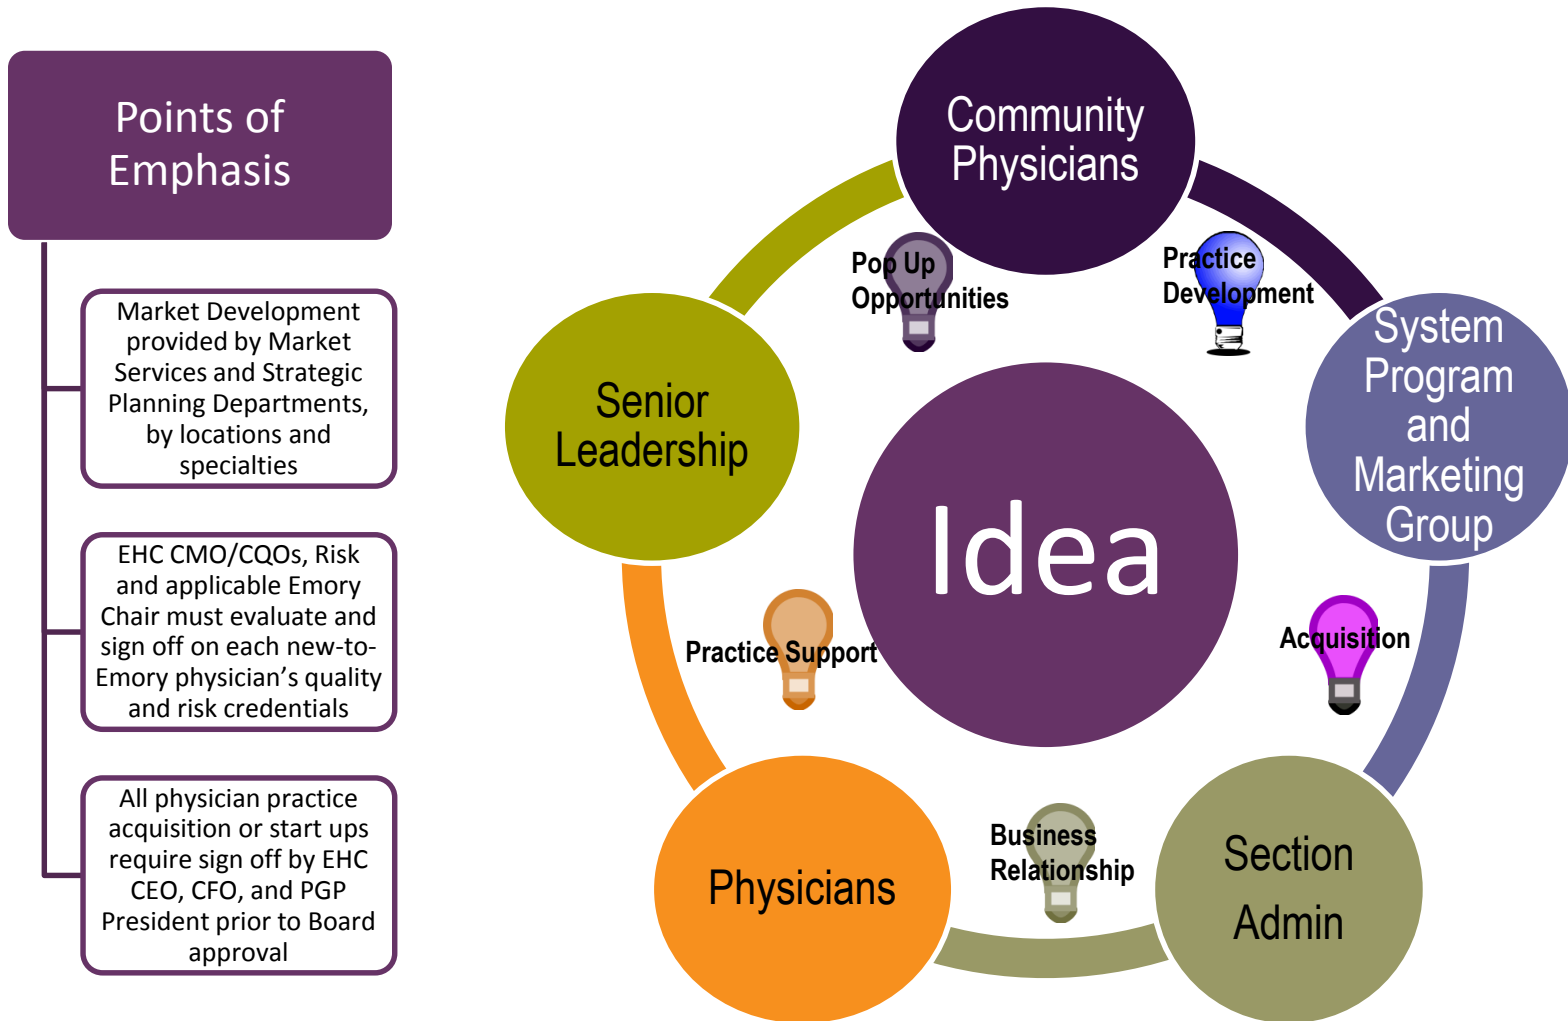 Points of
Emphasis
Market Development
provided by Market
Services and Strategic
Planning Departments,
by locations and
specialties
EHC CMO/CQOs, Risk
and applicable Emory
Chair must evaluate and
sign off on each new-to-
Emory physician’s quality
and risk credentials
All physician practice
acquisition or start ups
require sign off by EHC
CEO, CFO, and PGP
President prior to Board
approval
Community
Physicians
Pop Up
Opportunities
Practice
Development
Senior
Leadership
System
Program
and
Marketing
Group
Idea
Practice Support
Acquisition
Business
Relationship
Physicians
Section
Admin